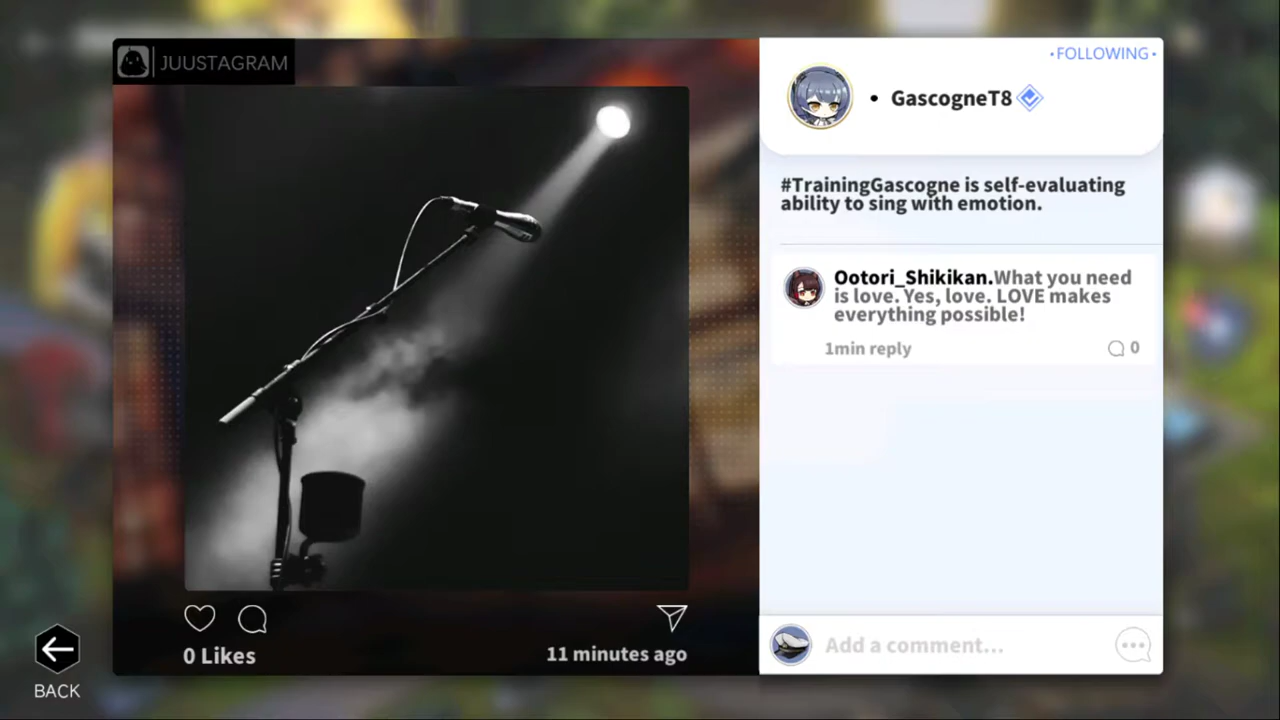 JUUSTAGRAM
•FOLLOWING•
• GascogneT8
#TrainingGascogne is self-evaluating
ability to sing with emotion.
Ootori_Shikikan.What you need
is love. Yes, love. LOVE makes
everything possible!
1min reply
0
0 Likes
11 minutes ago
Add a comment...
BACK